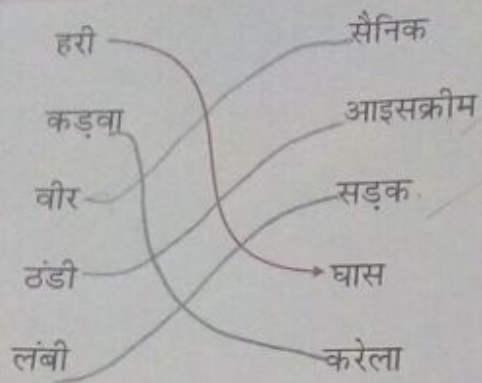 हरी
सैनिक
कड़वा
आइसक्रीम
वीर
सड़क
ठंडी
घास
लंबी
करेला